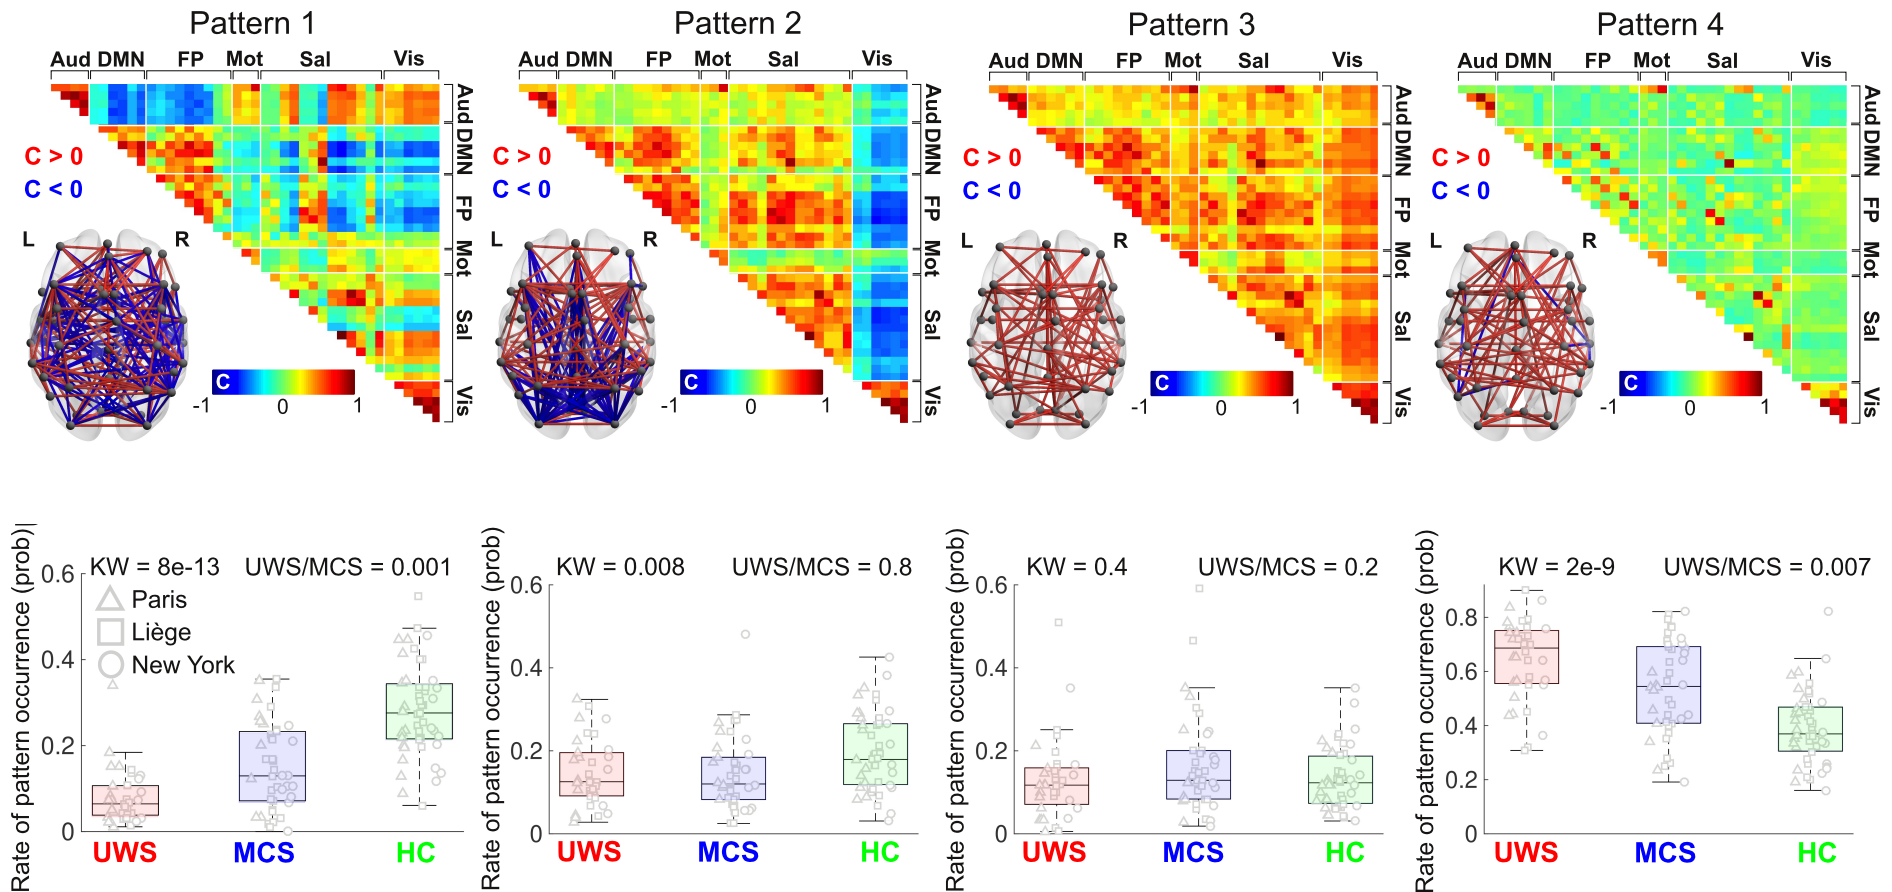 Pattern 1
Aud DMN FP Mot Sal Vis
Aud DMN FP Mot Sal Vis
C > 0
C < 0
L R
C
-1 0 1
Pattern 2
Aud DMN FP Mot Sal Vis
Aud DMN FP Mot Sal Vis
C > 0
C < 0
L R
C
-1 0 1
Pattern 3
Aud DMN FP Mot Sal Vis
Aud DMN FP Mot Sal Vis
C > 0
C < 0
L R
C
-1 0 1
Pattern 4
Aud DMN FP Mot Sal Vis
Aud DMN FP Mot Sal Vis
C > 0
C < 0
L R
C
-1 0 1
Rate of pattern occurrence (prob)|
KW = 8e-13 UWS/MCS = 0.001
0.6
0.4
0.2
0
Paris
Liège
New York
UWS MCS HC
Rate of pattern occurrence (prob)
KW = 0.008 UWS/MCS = 0.8
0.6
0.4
0.2
0
UWS MCS HC
Rate of pattern occurrence (prob)
KW = 0.4 UWS/MCS = 0.2
0.6
0.4
0.2
0
UWS MCS HC
Rate of pattern occurrence (prob)
KW = 2e-9 UWS/MCS = 0.007
0.8
0.6
0.4
0.2
0
UWS MCS HC